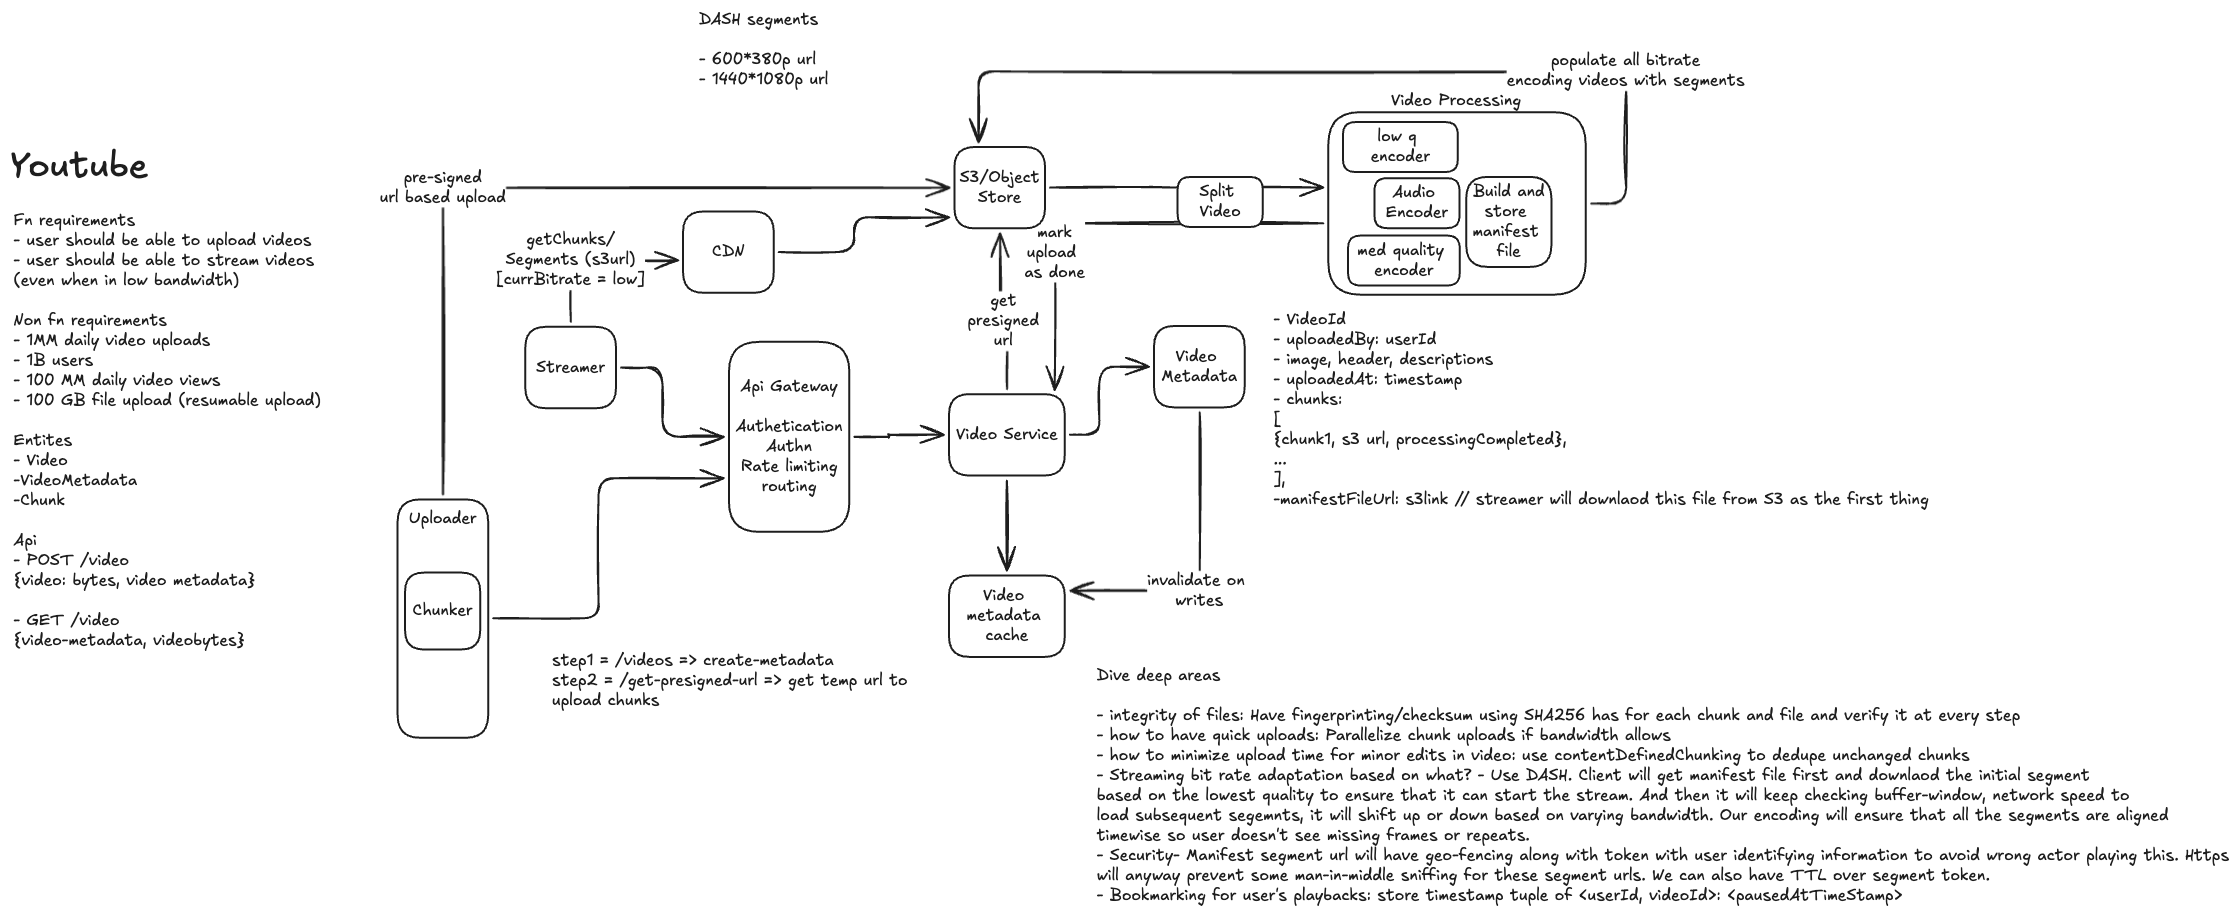 DASH segments
- 600*380p url
- 1440*1080p url
Youtube
Fn requirements
- user should be able to upload videos
- user should be able to stream videos
(even when in low bandwidth)
Non fn requirements
- 1MM daily video uploads
- 1B users
- 100 MM daily video views
- 100 GB file upload (resumable upload)
Entites
- Video
-VideoMetadata
-Chunk
Api
- POST /video
{video: bytes, video metadata}
- GET /video
{video-metadata, videobytes}
pre-signed
url based upload
getChunks/
Segments (s3url)
[currBitrate = low]
CDN
Streamer
Uploader
Chunker
Api Gateway
Authetication
Authn
Rate limiting
routing
step1 = /videos => create-metadata
step2 = /get-presigned-url => get temp url to
upload chunks
S3/Object
Store
Split
Video
populate all bitrate
encoding videos with segments
Video Processing
low q
encoder
Audio
Encoder
med quality
encoder
Build and
store
manifest
file
mark
upload
as done
get
presigned
url
Video Service
Video
Metadata
Video
metadata
cache
invalidate on
writes
- VideoId
- uploadedBy: userId
- image, header, descriptions
- uploadedAt: timestamp
- chunks:
[
{chunk1, s3 url, processingCompleted},
...
],
-manifestFileUrl: s3link // streamer will downlaod this file from S3 as the first thing
Dive deep areas
- integrity of files: Have fingerprinting/checksum using SHA256 has for each chunk and file and verify it at every step
- how to have quick uploads: Parallelize chunk uploads if bandwidth allows
- how to minimize upload time for minor edits in video: use contentDefinedChunking to dedupe unchanged chunks
- Streaming bit rate adaptation based on what? - Use DASH. Client will get manifest file first and downlaod the initial segment
based on the lowest quality to ensure that it can start the stream. And then it will keep checking buffer-window, network speed to
load subsequent segemnts, it will shift up or down based on varying bandwidth. Our encoding will ensure that all the segments are aligned
timewise so user doesn't see missing frames or repeats.
- Security- Manifest segment url will have geo-fencing along with token with user identifying information to avoid wrong actor playing this. Https
will anyway prevent some man-in-middle sniffing for these segment urls. We can also have TTL over segment token.
- Bookmarking for user's playbacks: store timestamp tuple of <userId, videoId>: <pausedAtTimeStamp>